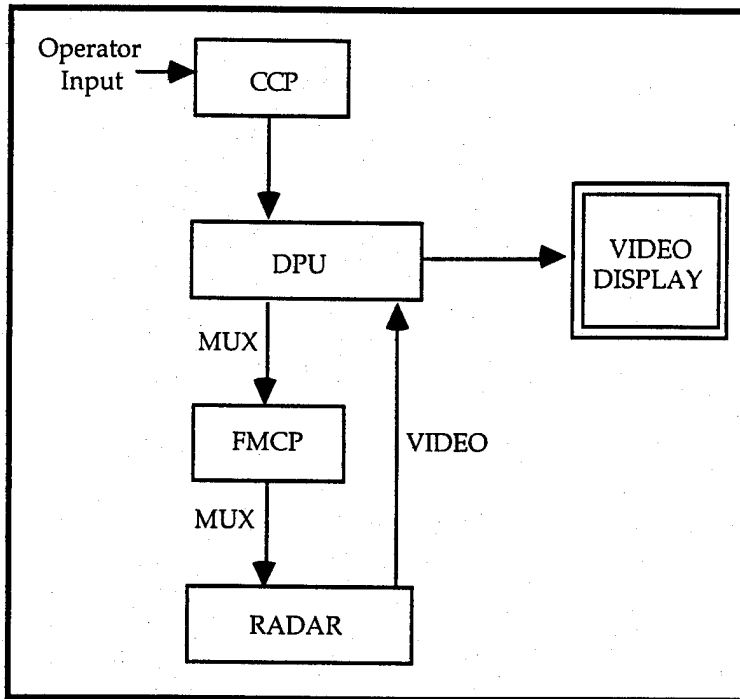 Operator
Input
CCP
DPU
VIDEO
DISPLAY
MUX
FMCP
VIDEO
MUX
RADAR